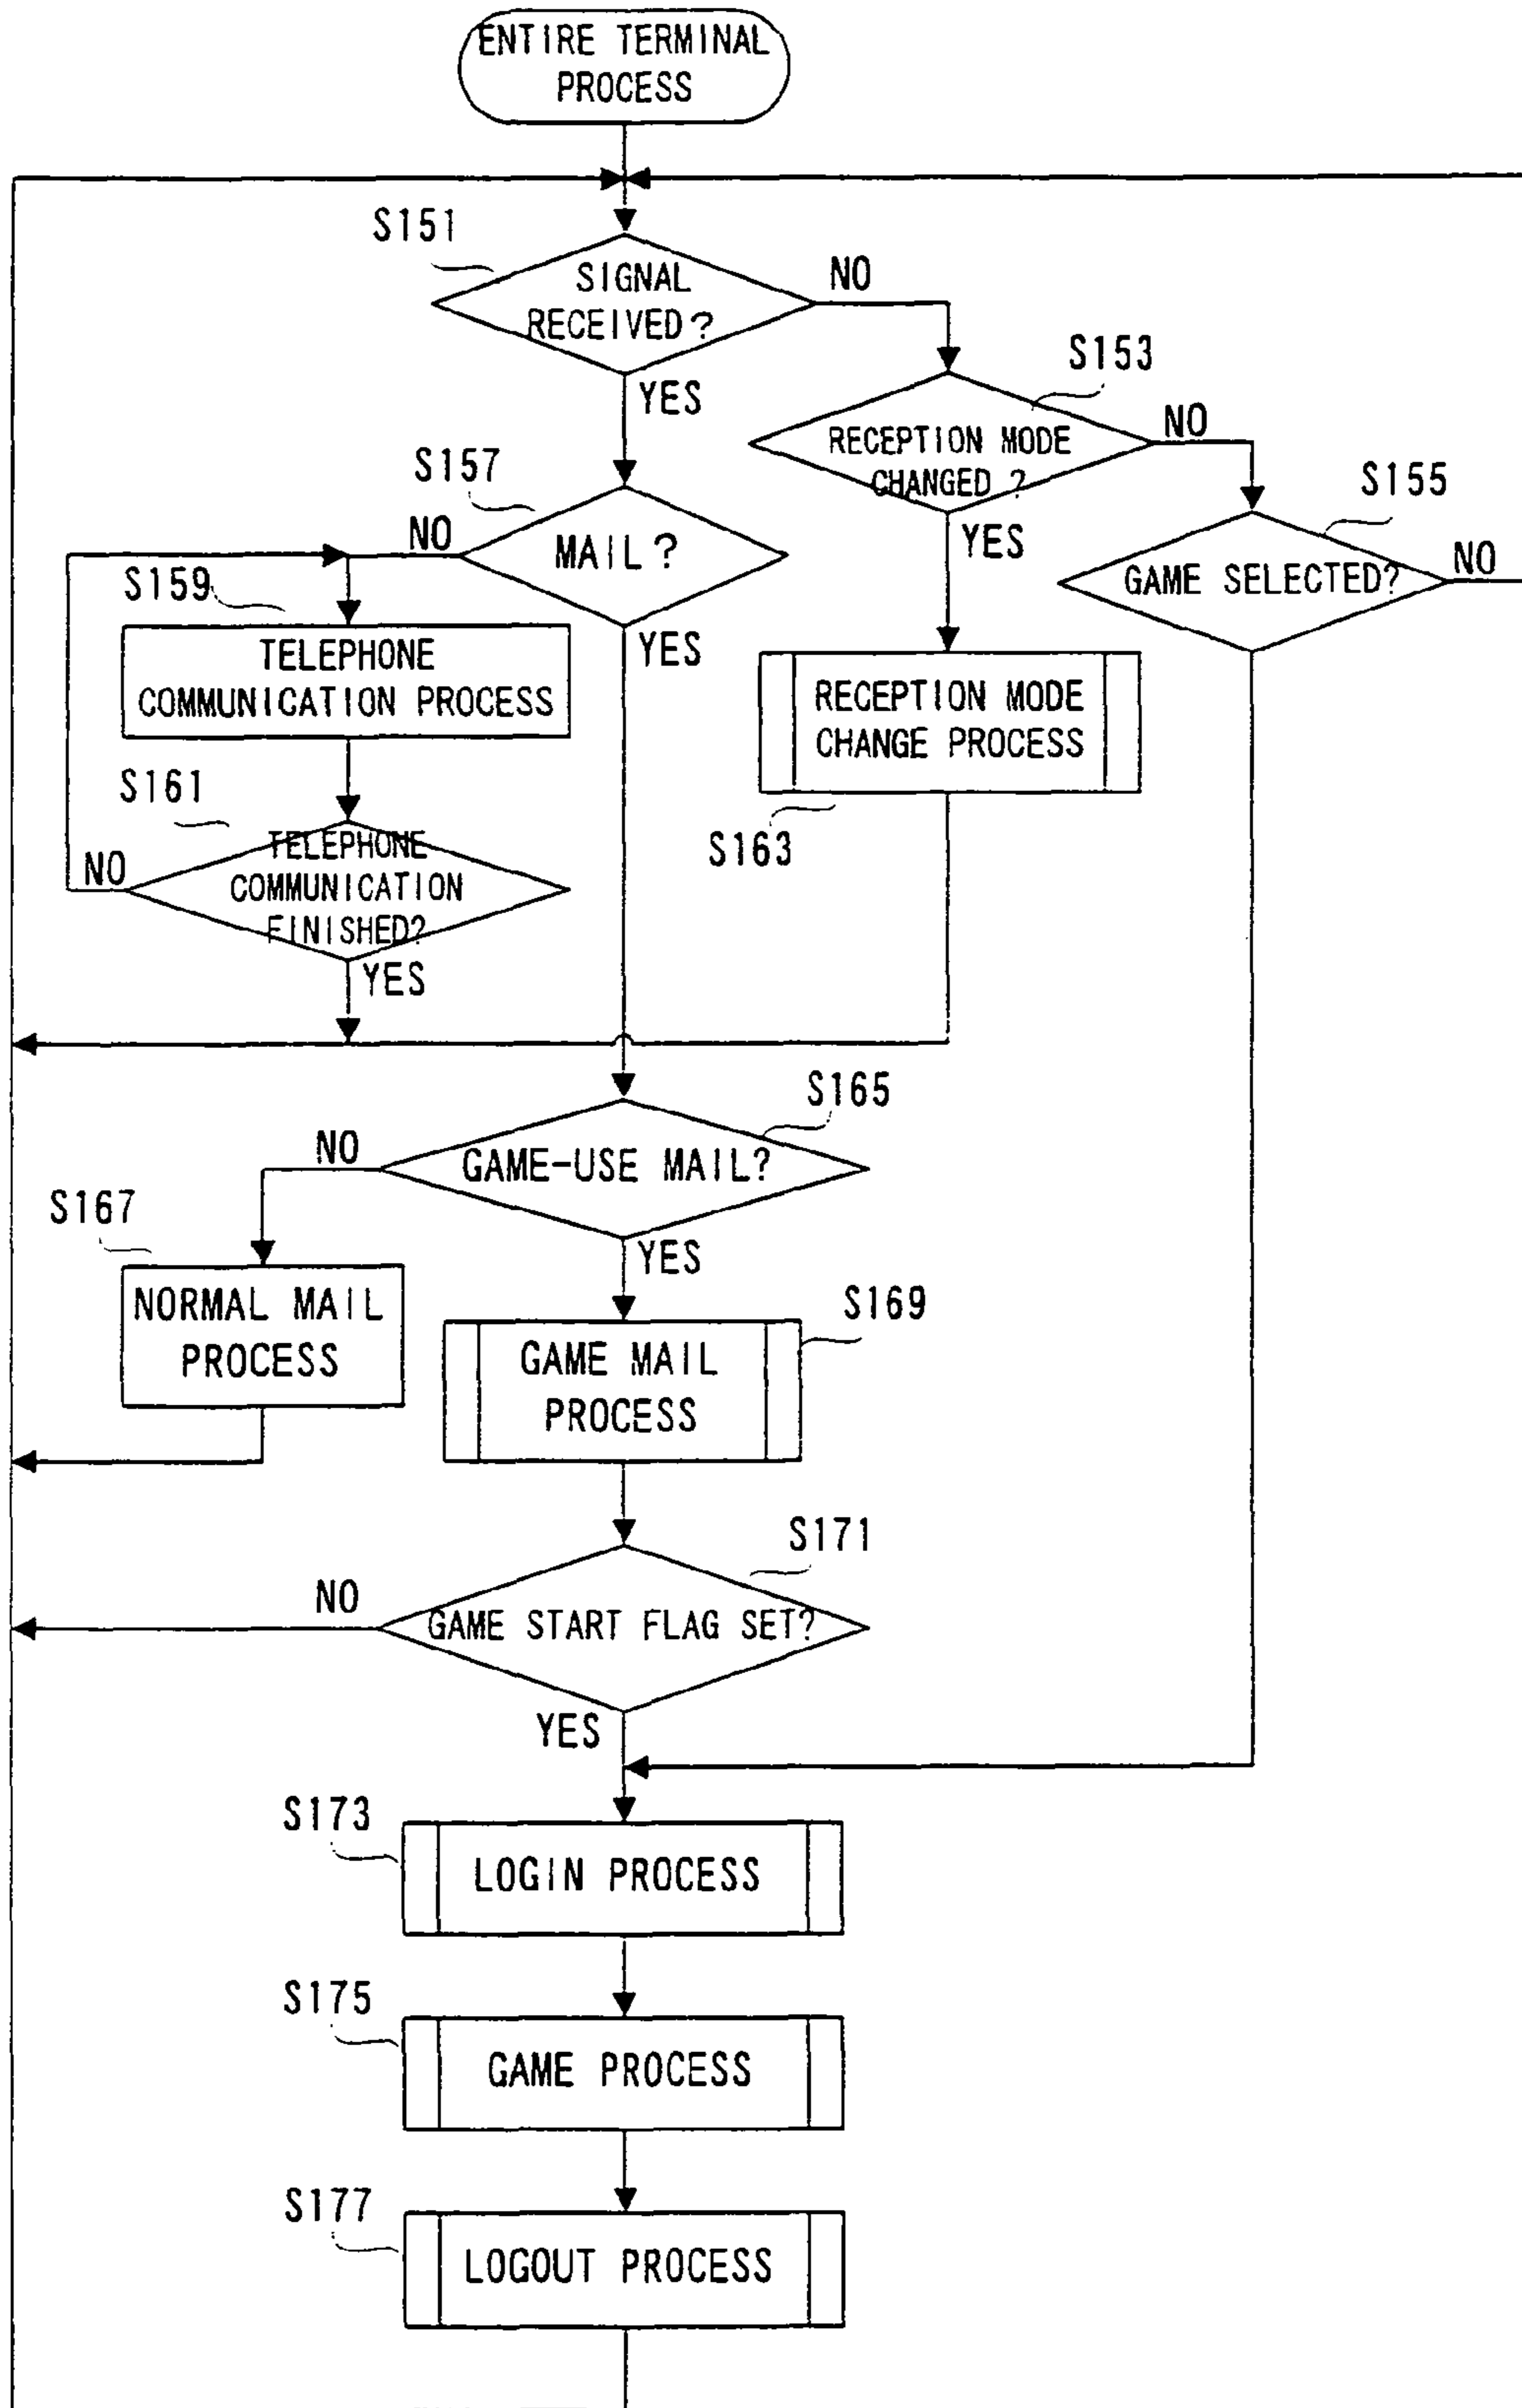 ENTIRE TERMINAL
PROCESS
S151
SIGNAL
RECEIVED?
NO
YES
S153
RECEPTION MODE
CHANGED ?
NO
YES
S155
GAME SELECTED?
NO
S157
MAIL?
NO
YES
S159
TELEPHONE
COMMUNICATION PROCESS
RECEPTION MODE
CHANGE PROCESS
S163
S161
TELEPHONE
COMMUNICATION
FINISHED?
NO
YES
S165
GAME-USE MAIL?
NO
YES
S167
NORMAL MAIL
PROCESS
S169
GAME MAIL
PROCESS
S171
GAME START FLAG SET?
NO
YES
S173
LOGIN PROCESS
S175
GAME PROCESS
S177
LOGOUT PROCESS